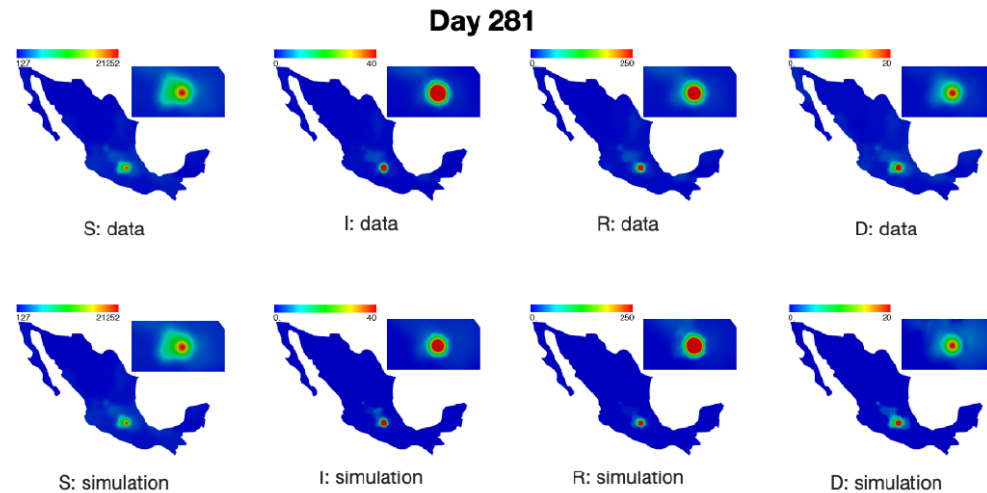 Day 281
127 21252
0 40
0 250
0 20
S: data
I: data
R: data
D: data
127 21252
0 40
0 250
0 20
S: simulation
I: simulation
R: simulation
D: simulation